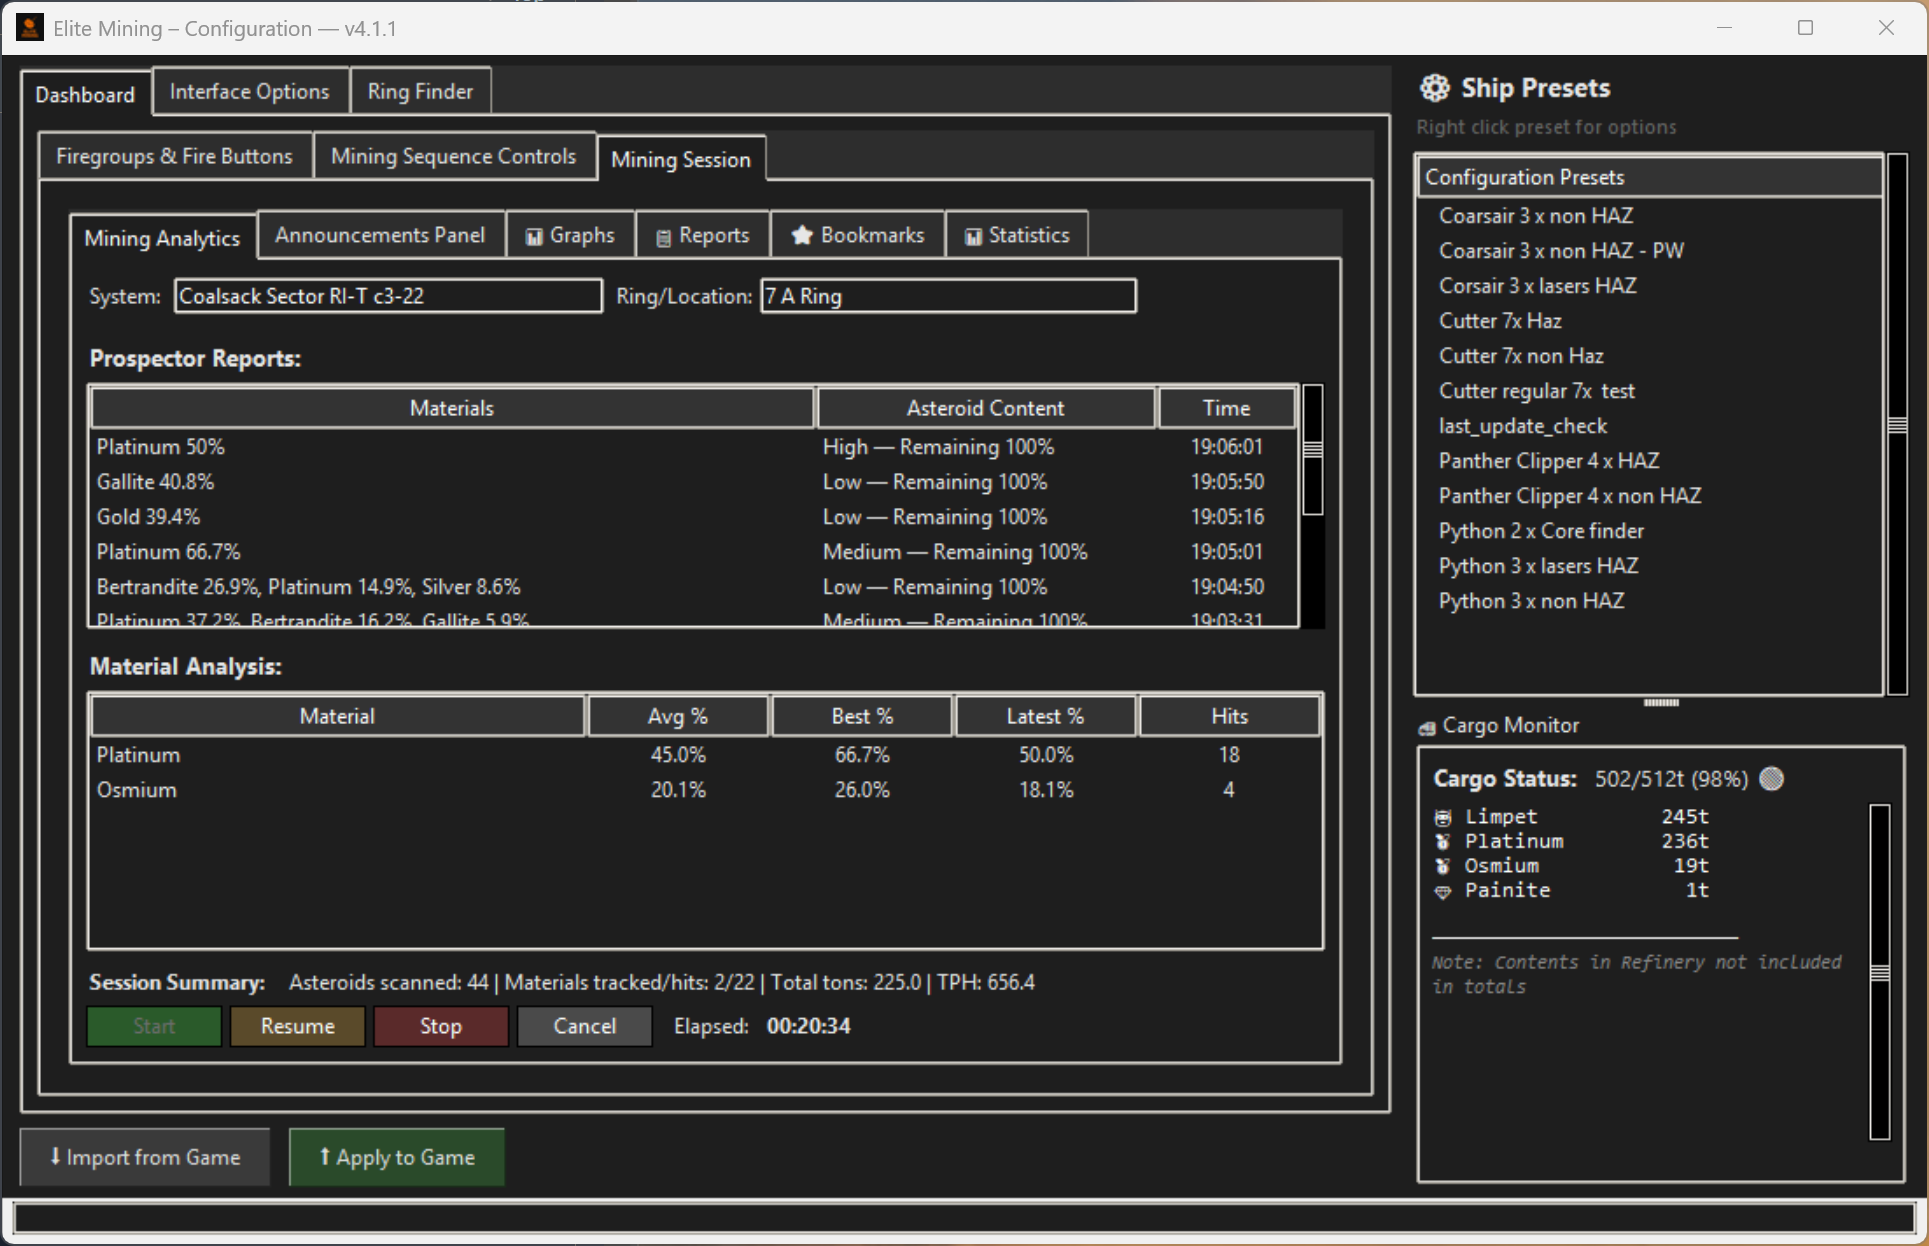 Elite Mining – Configuration — v4.1.1
Dashboard
Interface Options
Ring Finder
Firegroups & Fire Buttons
Mining Sequence Controls
Mining Session
Mining Analytics
Announcements Panel
Graphs
Reports
Bookmarks
Statistics
System: Coalsack Sector RI-T c3-22 Ring/Location: 7 A Ring
Prospector Reports:
Materials Asteroid Content Time
Platinum 50% High — Remaining 100% 19:06:01
Gallite 40.8% Low — Remaining 100% 19:05:50
Gold 39.4% Low — Remaining 100% 19:05:16
Platinum 66.7% Medium — Remaining 100% 19:05:01
Bertrandite 26.9%, Platinum 14.9%, Silver 8.6% Low — Remaining 100% 19:04:50
Platinum 37.2%, Bertrandite 16.2%, Gallite 5.9% Medium — Remaining 100% 19:03:31
Material Analysis:
Material Avg % Best % Latest % Hits
Platinum 45.0% 66.7% 50.0% 18
Osmium 20.1% 26.0% 18.1% 4
Session Summary: Asteroids scanned: 44 | Materials tracked/hits: 2/22 | Total tons: 225.0 | TPH: 656.4
Start Resume Stop Cancel Elapsed: 00:20:34
Import from Game
Apply to Game
Ship Presets
Right click preset for options
Configuration Presets
Coarsair 3 x non HAZ
Coarsair 3 x non HAZ - PW
Corsair 3 x lasers HAZ
Cutter 7x Haz
Cutter 7x non Haz
Cutter regular 7x  test
last_update_check
Panther Clipper 4 x HAZ
Panther Clipper 4 x non HAZ
Python 2 x Core finder
Python 3 x lasers HAZ
Python 3 x non HAZ
Cargo Monitor
Cargo Status: 502/512t (98%)
Limpet 245t
Platinum 236t
Osmium 19t
Painite 1t
Note: Contents in Refinery not included
in totals